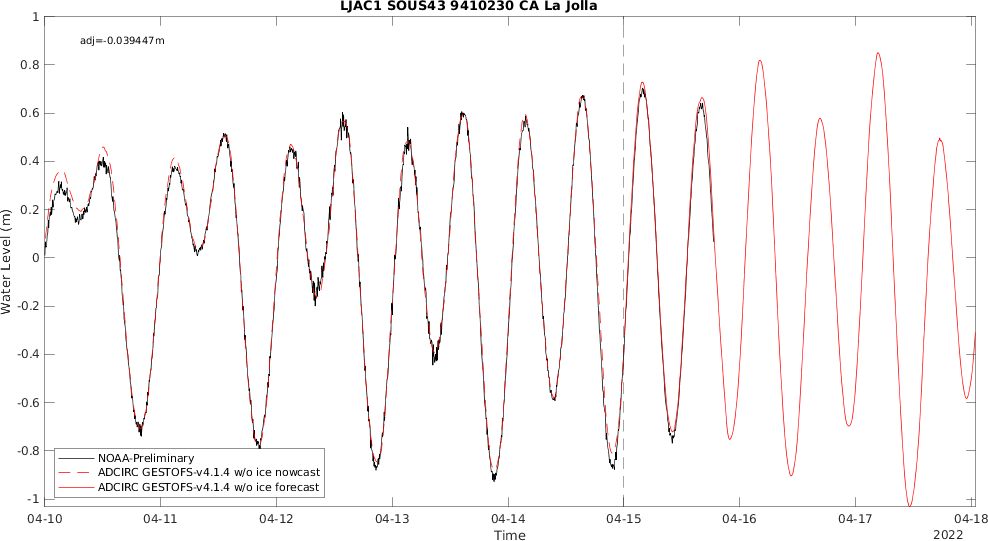 LJAC1 SOUS43 9410230 CA La Jolla
adj=-0.039447m
1
0.8
0.6
0.4
0.2
0
-0.2
-0.4
-0.6
-0.8
-1
Water Level (m)
NOAA-Preliminary
ADCIRC GESTOFS-v4.1.4 w/o ice nowcast
ADCIRC GESTOFS-v4.1.4 w/o ice forecast
04-10 04-11 04-12 04-13 04-14 04-15 04-16 04-17 04-18
Time
2022